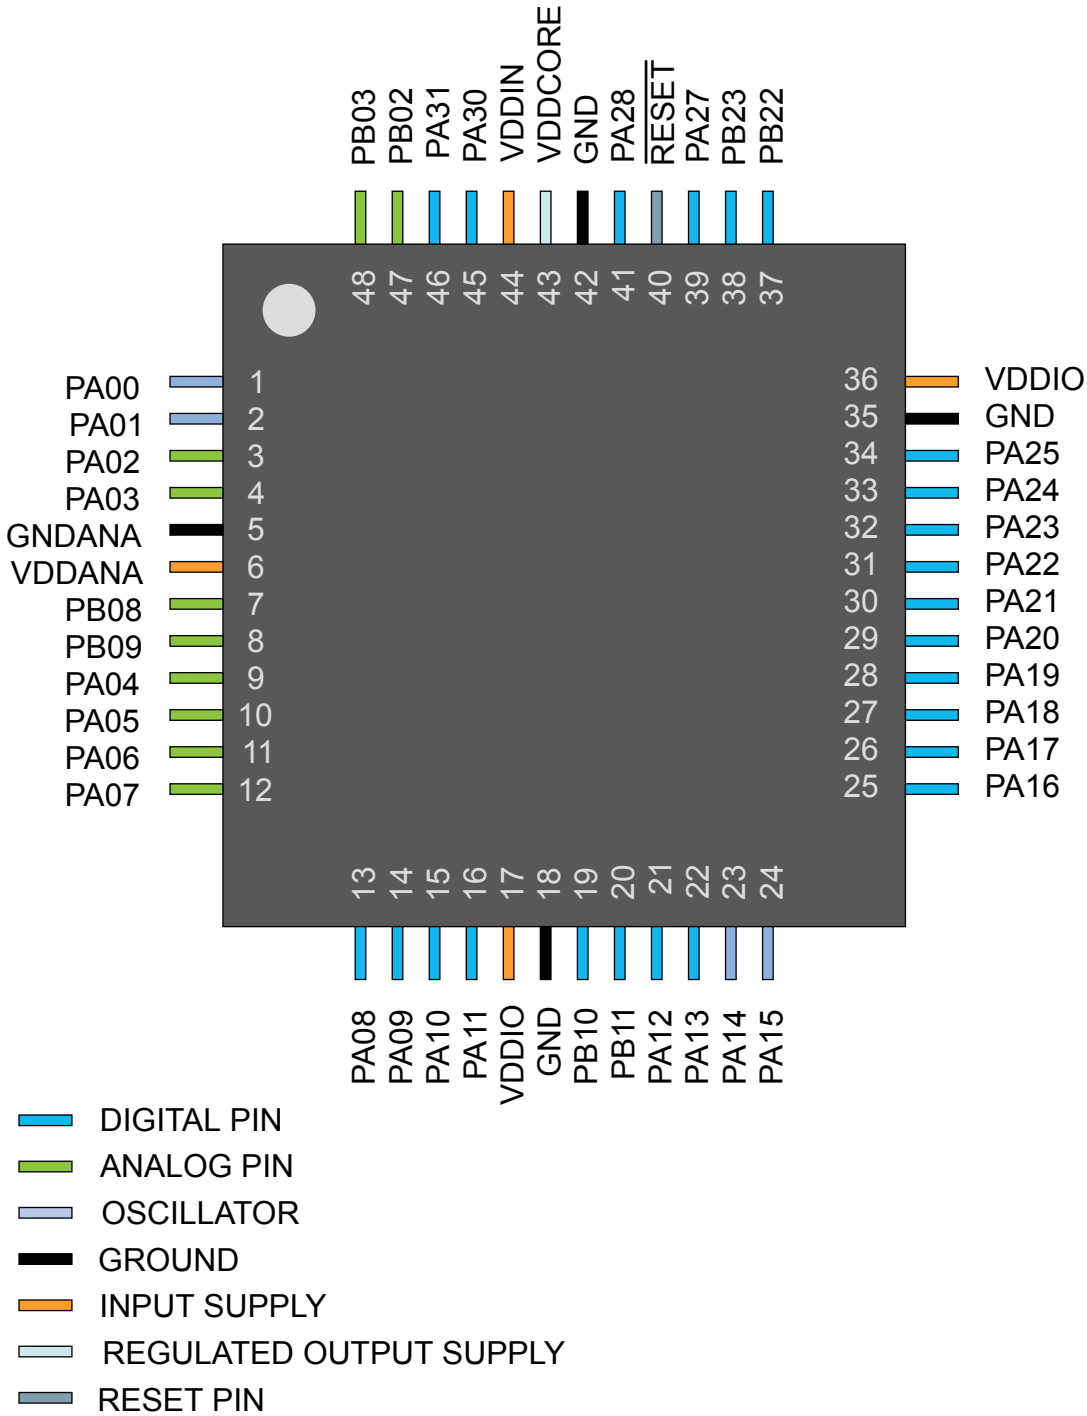 PB03
PB02
PA31
PA30
VDDIN
VDDCORE
GND
PA28
RESET
PA27
PB23
PB22
48
47
46
45
44
43
42
41
40
39
38
37
PA00 1
PA01 2
PA02 3
PA03 4
GNDANA 5
VDDANA 6
PB08 7
PB09 8
PA04 9
PA05 10
PA06 11
PA07 12
36 VDDIO
35 GND
34 PA25
33 PA24
32 PA23
31 PA22
30 PA21
29 PA20
28 PA19
27 PA18
26 PA17
25 PA16
13
14
15
16
17
18
19
20
21
22
23
24
PA08
PA09
PA10
PA11
VDDIO
GND
PB10
PB11
PA12
PA13
PA14
PA15
DIGITAL PIN
ANALOG PIN
OSCILLATOR
GROUND
INPUT SUPPLY
REGULATED OUTPUT SUPPLY
RESET PIN